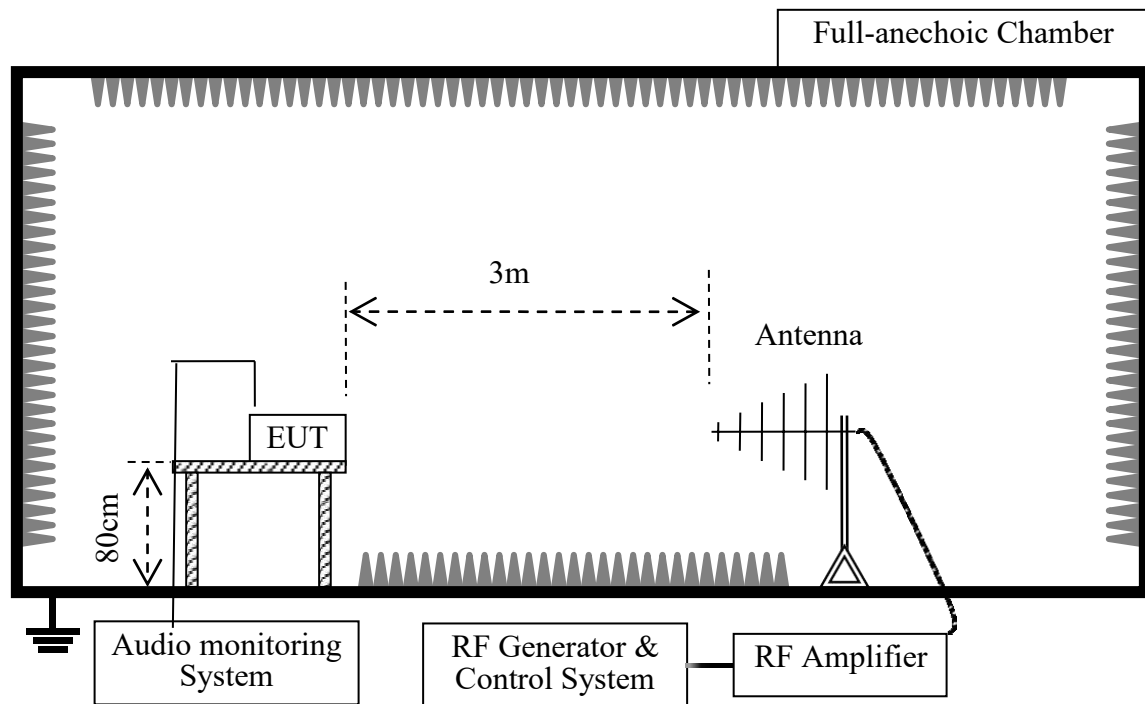 Full-anechoic Chamber
3m
Antenna
EUT
80cm
Audio monitoring
System
RF Generator &
Control System
RF Amplifier